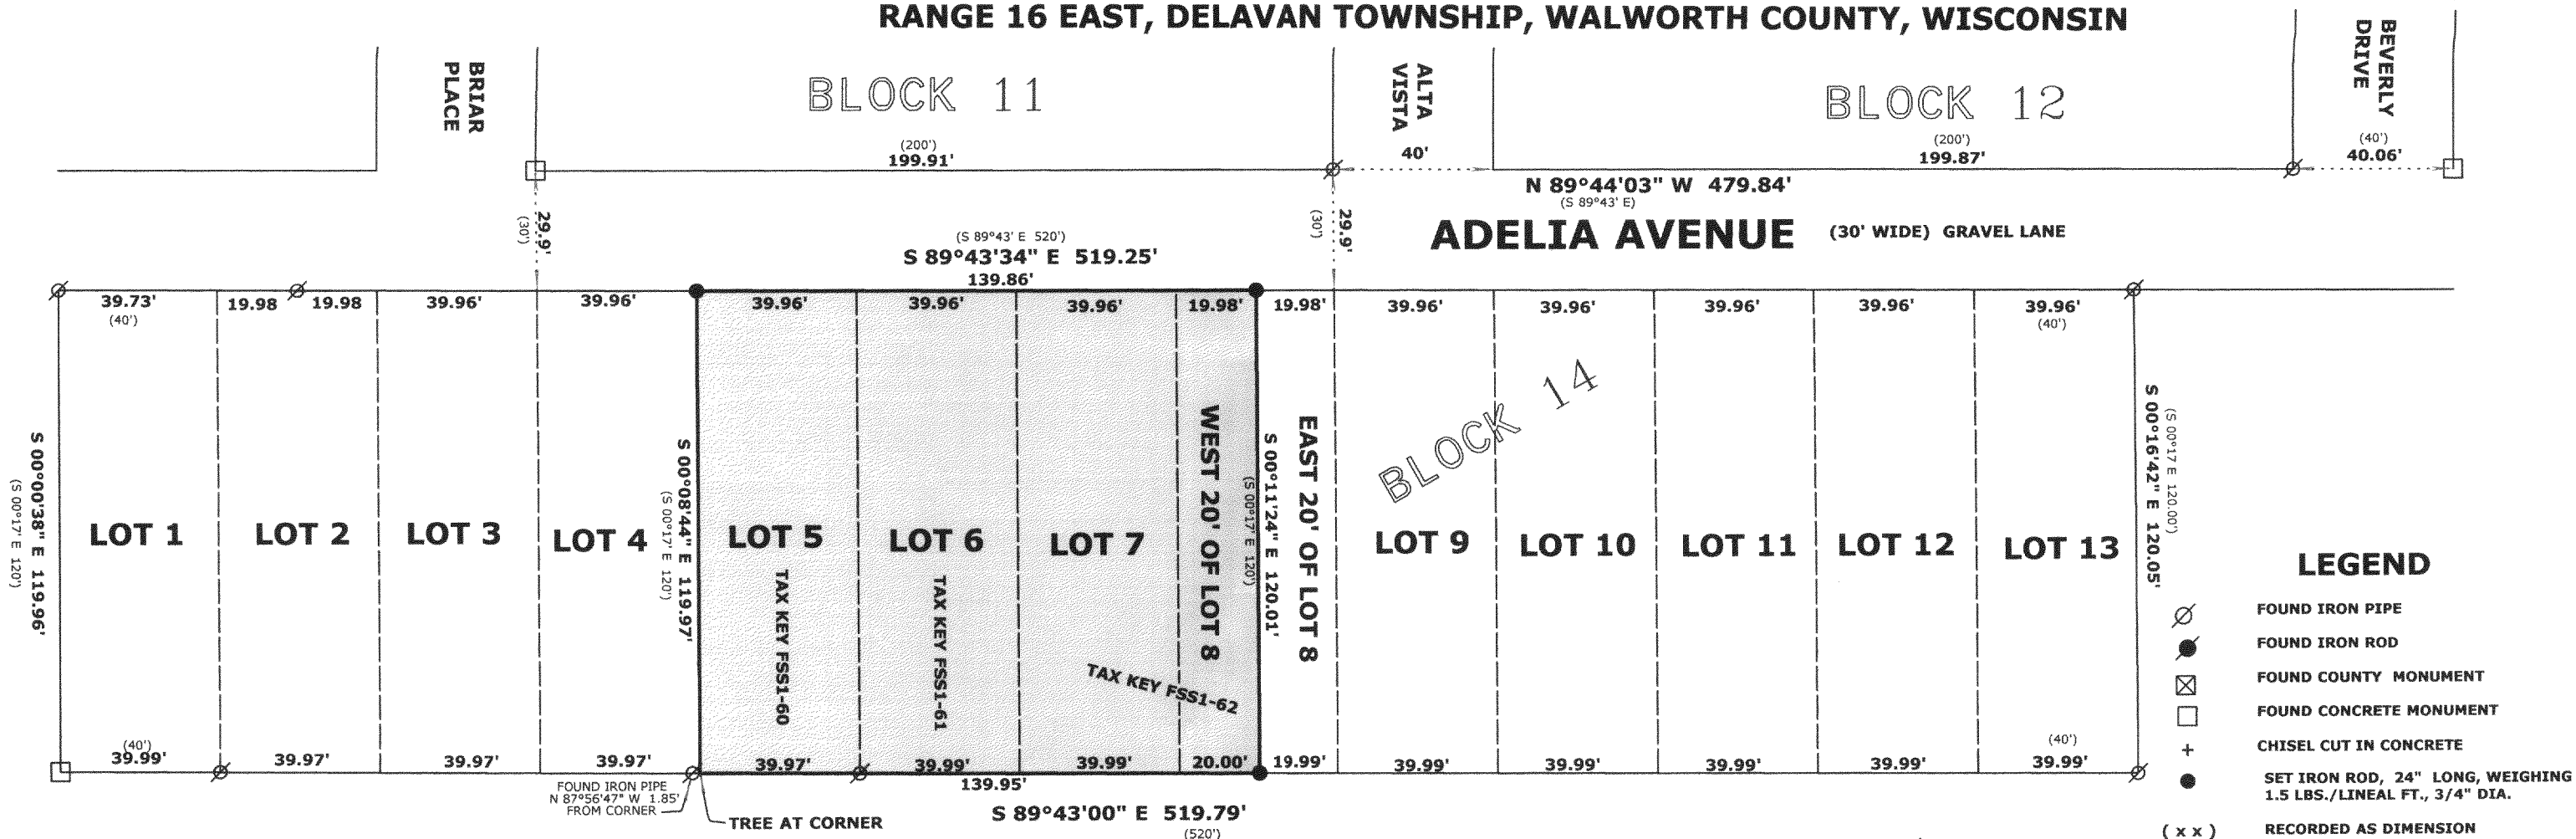 RANGE 16 EAST, DELAVAN TOWNSHIP, WALWORTH COUNTY, WISCONSIN
BRIAR
PLACE
BLOCK 11
(200')
199.91'
ALTA
VISTA
40'
BLOCK 12
(200')
199.87'
BEVERLY
DRIVE
(40')
40.06'
N 89°44'03" W 479.84'
(S 89°43' E)
29.9'
(30')
29.9'
(30')
ADELIA AVENUE (30' WIDE) GRAVEL LANE
(S 89°43' E 520')
S 89°43'34" E 519.25'
139.86'
39.73' 19.98 19.98 39.96' 39.96' 39.96' 39.96' 39.96' 19.98' 19.98' 39.96' 39.96' 39.96' 39.96' 39.96'
(40') (40')
BLOCK 14
S 00°00'38" E 119.96'
(S 00°17' E 120')
S 00°08'44" E 119.97'
(S 00°17' E 120')
WEST 20' OF LOT 8
S 00°11'24" E 120.01'
(S 00°17' E 120')
EAST 20' OF LOT 8
S 00°16'42" E 120.05'
(S 00°17 E 120.00')
LOT 1 LOT 2 LOT 3 LOT 4 LOT 5 LOT 6 LOT 7 LOT 9 LOT 10 LOT 11 LOT 12 LOT 13
TAX KEY FSS1-60
TAX KEY FSS1-61
TAX KEY FSS1-62
(40') (40')
39.99' 39.97' 39.97' 39.97' 39.97' 39.99' 39.99' 20.00' 19.99' 39.99' 39.99' 39.99' 39.99' 39.99'
139.95'
FOUND IRON PIPE
N 87°56'47" W 1.85'
FROM CORNER
TREE AT CORNER
S 89°43'00" E 519.79'
(520')
LEGEND
FOUND IRON PIPE
FOUND IRON ROD
FOUND COUNTY MONUMENT
FOUND CONCRETE MONUMENT
CHISEL CUT IN CONCRETE
SET IRON ROD, 24" LONG, WEIGHING
1.5 LBS./LINEAL FT., 3/4" DIA.
( x x ) RECORDED AS DIMENSION